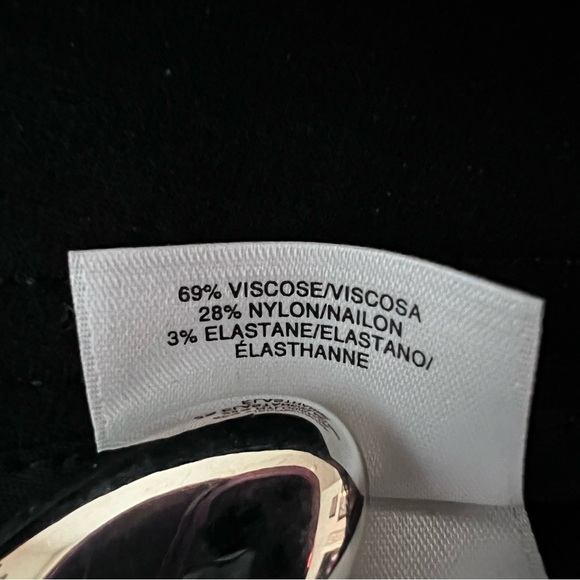 69% VISCOSE/VISCOSA
28% NYLON/NAILON
3% ELASTANE/ELASTANO/
ÉLASTHANNE